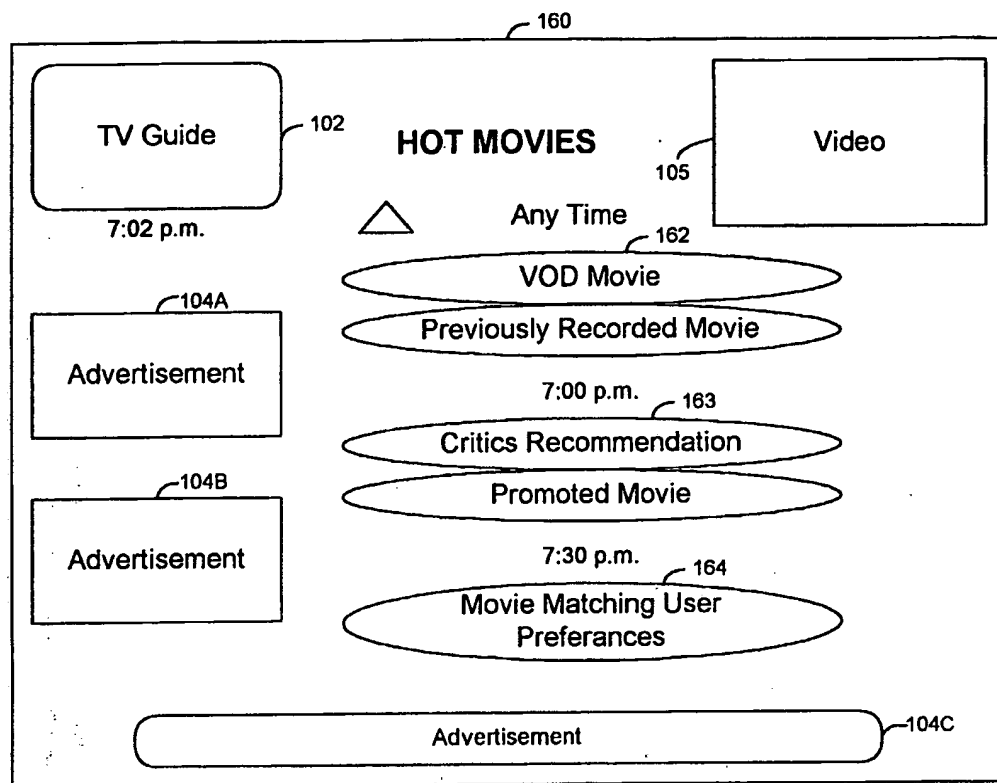 160
TV Guide
102
HOT MOVIES
105
Video
7:02 p.m.
Any Time
162
VOD Movie
104A
Previously Recorded Movie
Advertisement
7:00 p.m.
163
Critics Recommendation
104B
Promoted Movie
Advertisement
7:30 p.m.
164
Movie Matching User
Preferances
Advertisement
104C